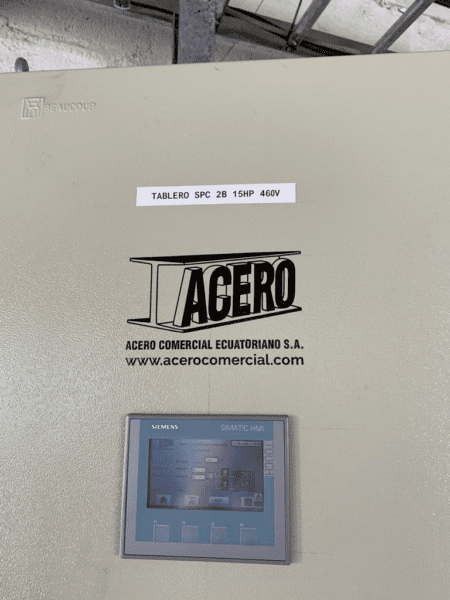 BEAUCOUP
TABLERO SPC 2B 15HP 460V
ACERO
ACERO COMERCIAL ECUATORIANO S.A.
www.acerocomercial.com
SIEMENS
SIMATIC HMI